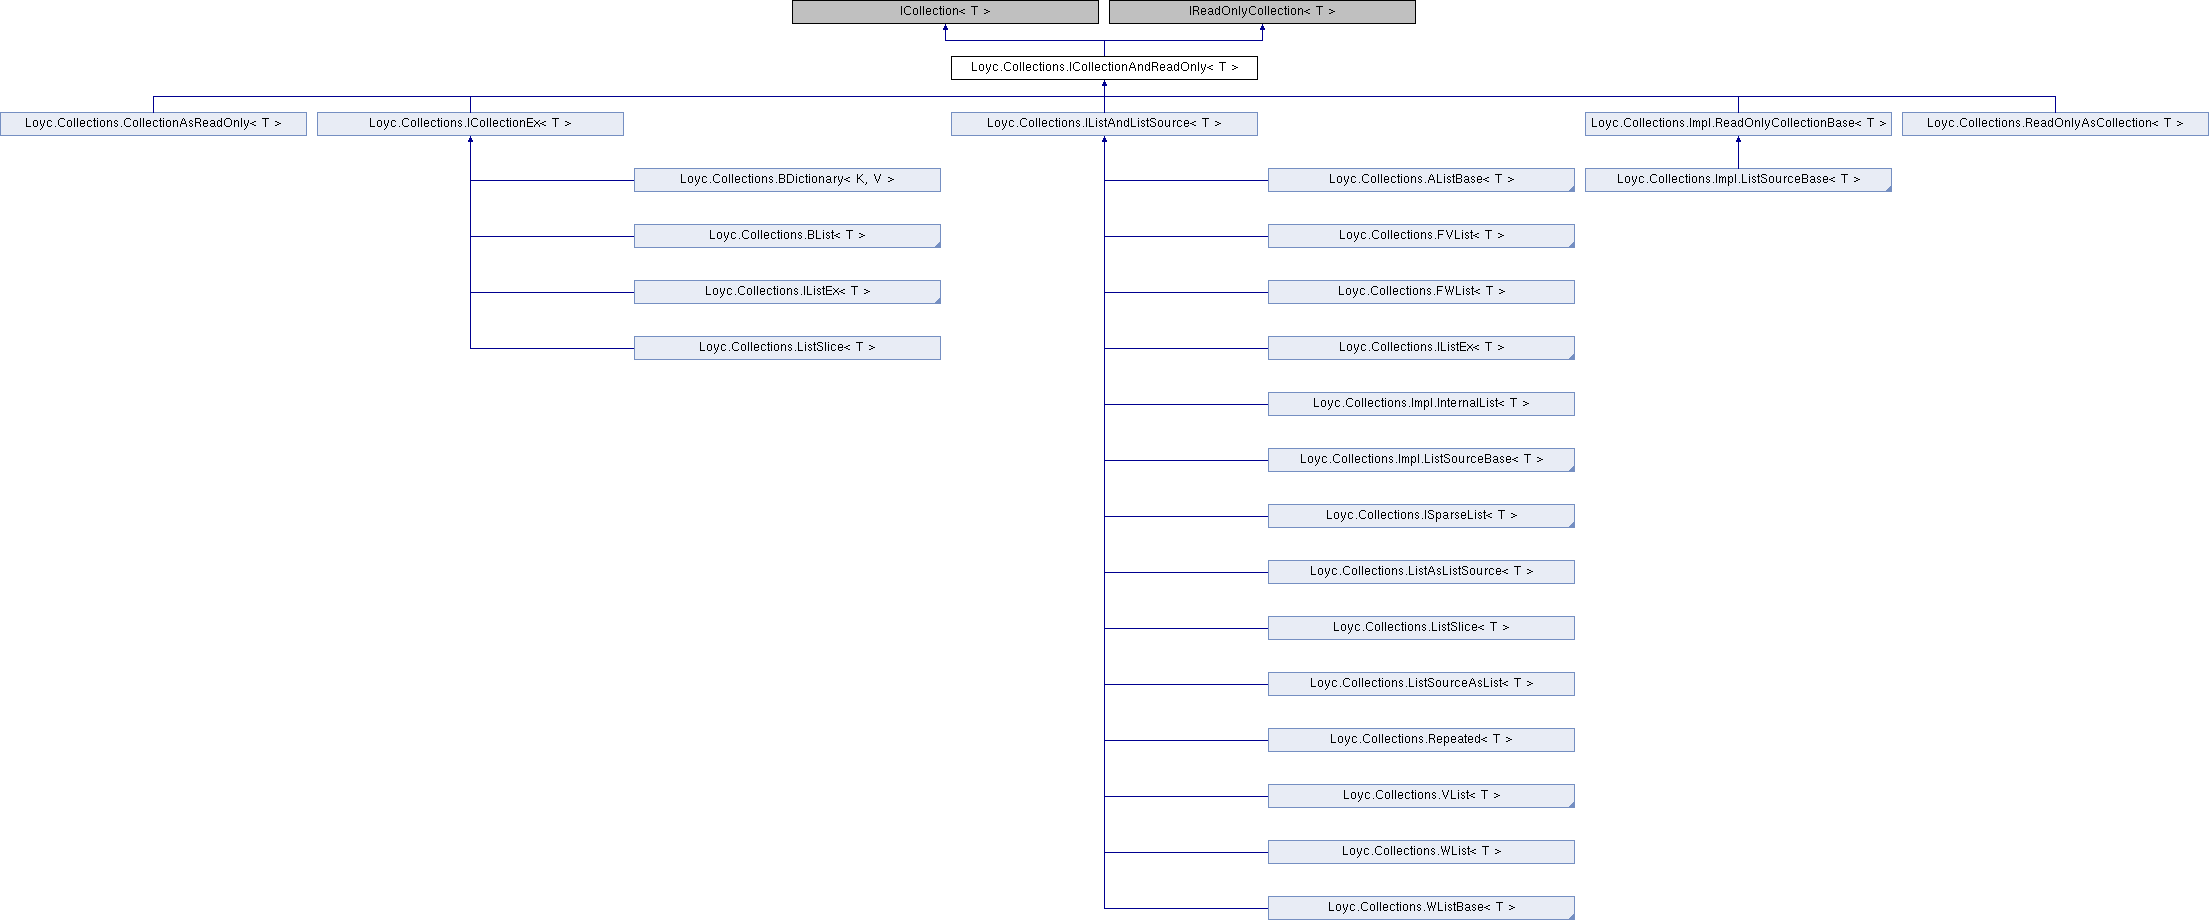 ICollection< T >
IReadOnlyCollection< T >
Loyc.Collections.ICollectionAndReadOnly< T >
Loyc.Collections.CollectionAsReadOnly< T >
Loyc.Collections.ICollectionEx< T >
Loyc.Collections.IListAndListSource< T >
Loyc.Collections.Impl.ReadOnlyCollectionBase< T >
Loyc.Collections.ReadOnlyAsCollection< T >
Loyc.Collections.BDictionary< K, V >
Loyc.Collections.AListBase< T >
Loyc.Collections.Impl.ListSourceBase< T >
Loyc.Collections.BList< T >
Loyc.Collections.FVList< T >
Loyc.Collections.IListEx< T >
Loyc.Collections.FWList< T >
Loyc.Collections.ListSlice< T >
Loyc.Collections.IListEx< T >
Loyc.Collections.Impl.InternalList< T >
Loyc.Collections.Impl.ListSourceBase< T >
Loyc.Collections.ISparseList< T >
Loyc.Collections.ListAsListSource< T >
Loyc.Collections.ListSlice< T >
Loyc.Collections.ListSourceAsList< T >
Loyc.Collections.Repeated< T >
Loyc.Collections.VList< T >
Loyc.Collections.WList< T >
Loyc.Collections.WListBase< T >